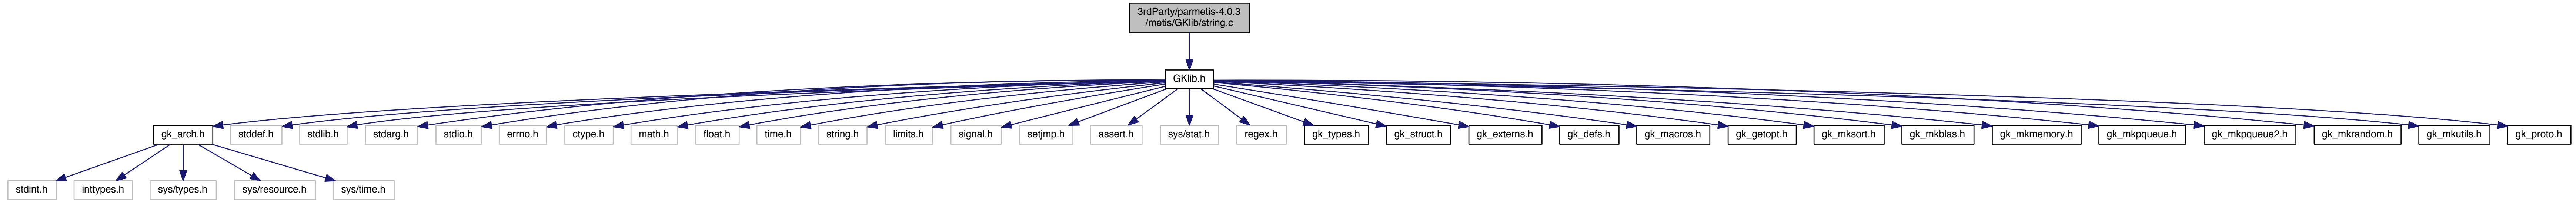 3rdParty/parmetis-4.0.3
/metis/GKlib/string.c
GKlib.h
gk_arch.h
stddef.h
stdlib.h
stdarg.h
stdio.h
errno.h
ctype.h
math.h
float.h
time.h
string.h
limits.h
signal.h
setjmp.h
assert.h
sys/stat.h
regex.h
gk_types.h
gk_struct.h
gk_externs.h
gk_defs.h
gk_macros.h
gk_getopt.h
gk_mksort.h
gk_mkblas.h
gk_mkmemory.h
gk_mkpqueue.h
gk_mkpqueue2.h
gk_mkrandom.h
gk_mkutils.h
gk_proto.h
stdint.h
inttypes.h
sys/types.h
sys/resource.h
sys/time.h